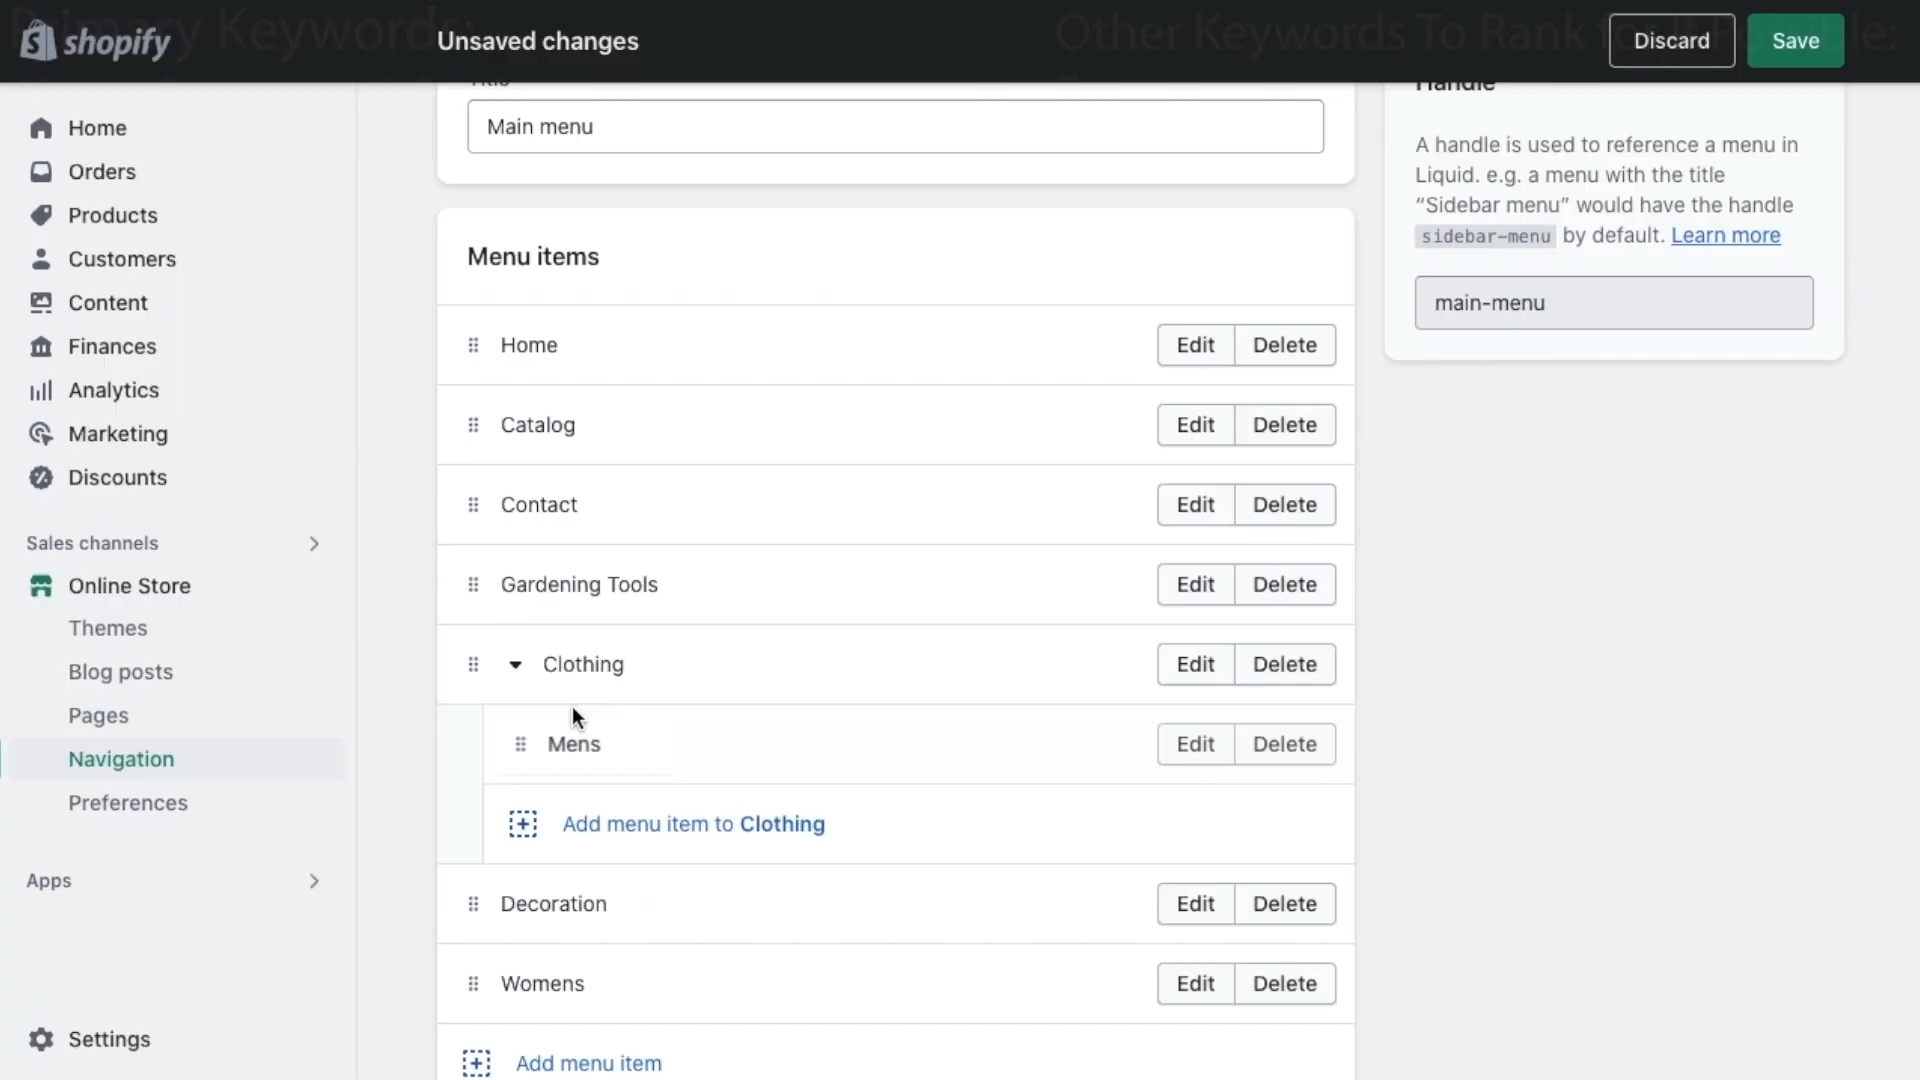 Primary Keywords:
Other Keywords To Rank
shopify
Unsaved changes
Discard
Save
Home
Orders
Products
Customers
Content
Finances
Analytics
Marketing
Discounts
Sales channels
Online Store
Themes
Blog posts
Pages
Navigation
Preferences
Apps
Settings
Title
Main menu
Menu items
Home Edit Delete
Catalog Edit Delete
Contact Edit Delete
Gardening Tools Edit Delete
Clothing Edit Delete
Mens Edit Delete
Add menu item to Clothing
Decoration Edit Delete
Womens Edit Delete
Add menu item
Handle
A handle is used to reference a menu in
Liquid. e.g. a menu with the title
“Sidebar menu” would have the handle
sidebar-menu by default. Learn more
main-menu